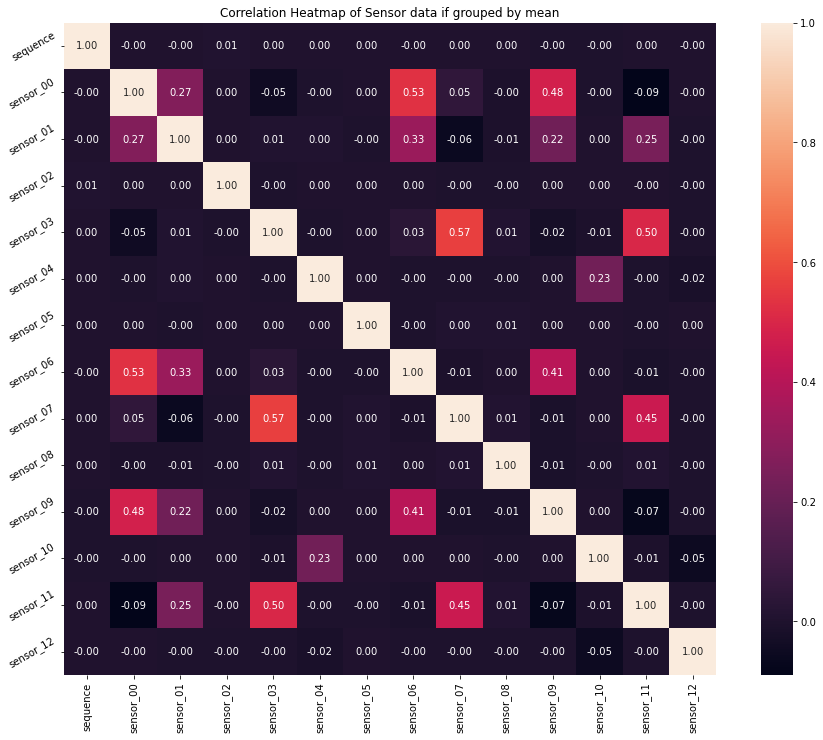 Correlation Heatmap of Sensor data if grouped by mean
sequence 1.00 -0.00 -0.00 0.01 0.00 0.00 0.00 -0.00 0.00 0.00 -0.00 -0.00 0.00 -0.00
sensor_00 -0.00 1.00 0.27 0.00 -0.05 -0.00 0.00 0.53 0.05 -0.00 0.48 -0.00 -0.09 -0.00
sensor_01 -0.00 0.27 1.00 0.00 0.01 0.00 -0.00 0.33 -0.06 -0.01 0.22 0.00 0.25 -0.00
sensor_02 0.01 0.00 0.00 1.00 -0.00 0.00 0.00 0.00 -0.00 -0.00 0.00 0.00 -0.00 -0.00
sensor_03 0.00 -0.05 0.01 -0.00 1.00 -0.00 0.00 0.03 0.57 0.01 -0.02 -0.01 0.50 -0.00
sensor_04 0.00 -0.00 0.00 0.00 -0.00 1.00 0.00 -0.00 -0.00 -0.00 0.00 0.23 -0.00 -0.02
sensor_05 0.00 0.00 -0.00 0.00 0.00 0.00 1.00 -0.00 0.00 0.01 0.00 0.00 -0.00 0.00
sensor_06 -0.00 0.53 0.33 0.00 0.03 -0.00 -0.00 1.00 -0.01 0.00 0.41 0.00 -0.01 -0.00
sensor_07 0.00 0.05 -0.06 -0.00 0.57 -0.00 0.00 -0.01 1.00 0.01 -0.01 0.00 0.45 -0.00
sensor_08 0.00 -0.00 -0.01 -0.00 0.01 -0.00 0.01 0.00 0.01 1.00 -0.01 -0.00 0.01 -0.00
sensor_09 -0.00 0.48 0.22 0.00 -0.02 0.00 0.00 0.41 -0.01 -0.01 1.00 0.00 -0.07 -0.00
sensor_10 -0.00 -0.00 0.00 0.00 -0.01 0.23 0.00 0.00 0.00 -0.00 0.00 1.00 -0.01 -0.05
sensor_11 0.00 -0.09 0.25 -0.00 0.50 -0.00 -0.00 -0.01 0.45 0.01 -0.07 -0.01 1.00 -0.00
sensor_12 -0.00 -0.00 -0.00 -0.00 -0.00 -0.02 0.00 -0.00 -0.00 -0.00 -0.00 -0.05 -0.00 1.00
sequence sensor_00 sensor_01 sensor_02 sensor_03 sensor_04 sensor_05 sensor_06 sensor_07 sensor_08 sensor_09 sensor_10 sensor_11 sensor_12
1.0
0.8
0.6
0.4
0.2
0.0